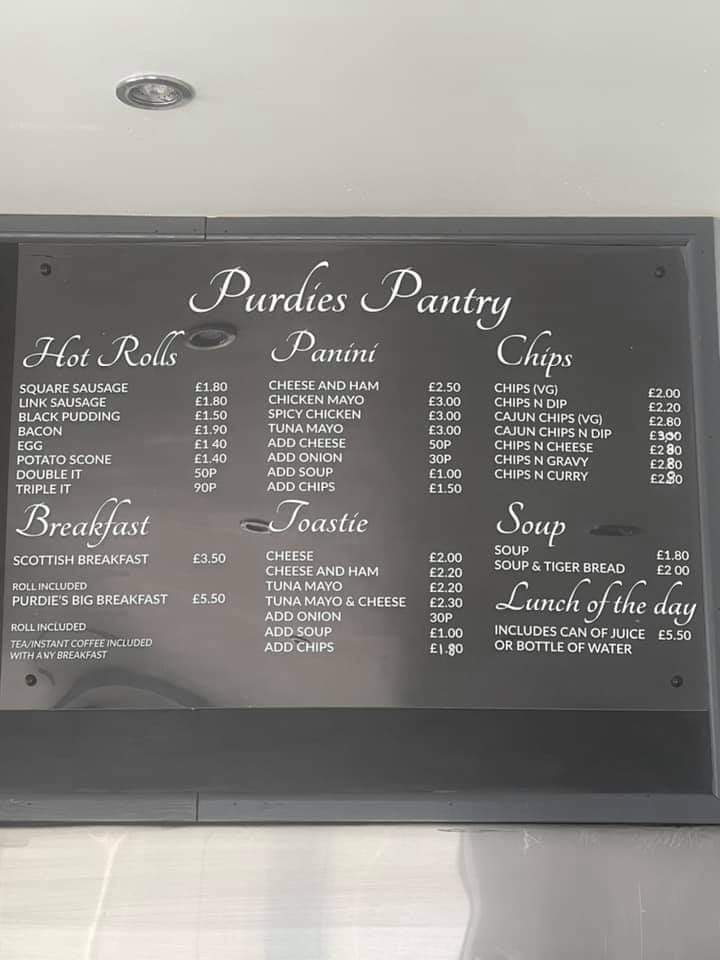 Purdies Pantry
Hot Rolls
SQUARE SAUSAGE £1.80
LINK SAUSAGE £1.80
BLACK PUDDING £1.50
BACON £1.90
EGG £1 40
POTATO SCONE £1.40
DOUBLE IT 50P
TRIPLE IT 90P
Breakfast
SCOTTISH BREAKFAST £3.50
ROLL INCLUDED
PURDIE'S BIG BREAKFAST £5.50
ROLL INCLUDED
TEA/INSTANT COFFEE INCLUDED
WITH ANY BREAKFAST
Panini
CHEESE AND HAM £2.50
CHICKEN MAYO £3.00
SPICY CHICKEN £3.00
TUNA MAYO £3.00
ADD CHEESE 50P
ADD ONION 30P
ADD SOUP £1.00
ADD CHIPS £1.50
Toastie
CHEESE £2.00
CHEESE AND HAM £2.20
TUNA MAYO £2.20
TUNA MAYO & CHEESE £2.30
ADD ONION 30P
ADD SOUP £1.00
ADD CHIPS £1.80
Chips
CHIPS (VG) £2.00
CHIPS N DIP £2.20
CAJUN CHIPS (VG) £2.80
CAJUN CHIPS N DIP
CHIPS N CHEESE £2 80
CHIPS N GRAVY £2.80
CHIPS N CURRY
Soup
SOUP £1.80
SOUP & TIGER BREAD £2 00
Lunch of the day
INCLUDES CAN OF JUICE £5.50
OR BOTTLE OF WATER